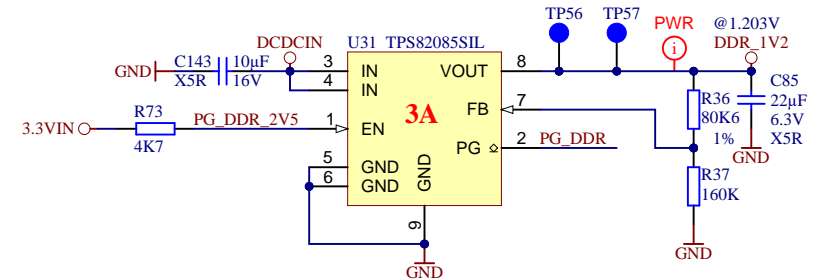 TP56 TP57 PWR @1.203V
DCDCIN U31 TPS82085SIL DDR_1V2
C143 10µF
GND 3 IN VOUT 8
X5R 16V 4 IN
C85
R36 22µF
80K6 6.3V
1% X5R
3A FB 7
R73 PG_DDR_2V5
3.3VIN 1 EN
4K7
PG 2 PG_DDR GND
5 GND
6 GND GND
R37
160K
9
GND GND